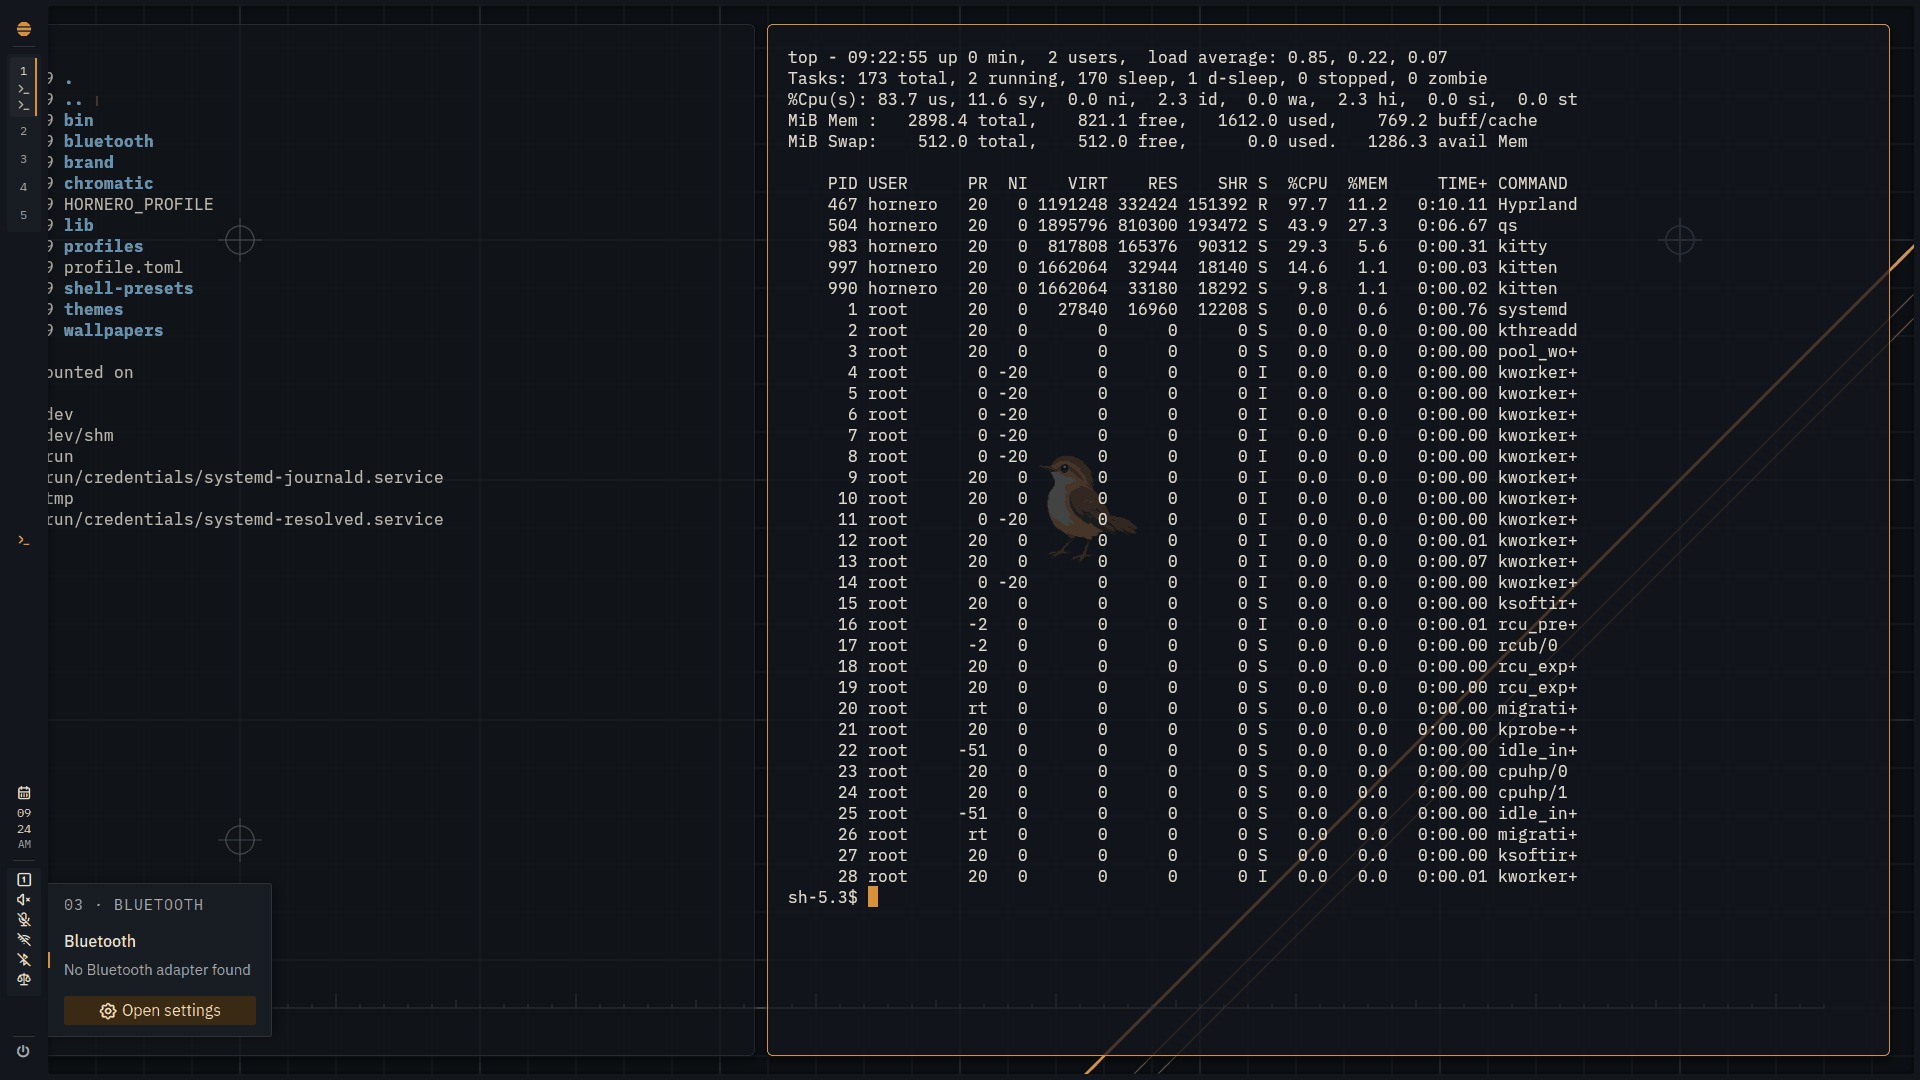 1
2
3
4
5
09
24
AM
9 .
9 ..
9 bin
9 bluetooth
9 brand
9 chromatic
9 HORNERO_PROFILE
9 lib
9 profiles
9 profile.toml
9 shell-presets
9 themes
9 wallpapers
ounted on
dev
dev/shm
run
run/credentials/systemd-journald.service
tmp
run/credentials/systemd-resolved.service
03 · BLUETOOTH
Bluetooth
No Bluetooth adapter found
Open settings
top - 09:22:55 up 0 min,  2 users,  load average: 0.85, 0.22, 0.07
Tasks: 173 total, 2 running, 170 sleep, 1 d-sleep, 0 stopped, 0 zombie
%Cpu(s): 83.7 us, 11.6 sy,  0.0 ni,  2.3 id,  0.0 wa,  2.3 hi,  0.0 si,  0.0 st
MiB Mem :   2898.4 total,    821.1 free,   1612.0 used,    769.2 buff/cache
MiB Swap:    512.0 total,    512.0 free,      0.0 used.   1286.3 avail Mem
PID USER      PR  NI    VIRT    RES    SHR S  %CPU  %MEM     TIME+ COMMAND
467 hornero   20   0 1191248 332424 151392 R  97.7  11.2   0:10.11 Hyprland
504 hornero   20   0 1895796 810300 193472 S  43.9  27.3   0:06.67 qs
983 hornero   20   0  817808 165376  90312 S  29.3   5.6   0:00.31 kitty
997 hornero   20   0 1662064  32944  18140 S  14.6   1.1   0:00.03 kitten
990 hornero   20   0 1662064  33180  18292 S   9.8   1.1   0:00.02 kitten
1 root      20   0   27840  16960  12208 S   0.0   0.6   0:00.76 systemd
2 root      20   0       0      0      0 S   0.0   0.0   0:00.00 kthreadd
3 root      20   0       0      0      0 S   0.0   0.0   0:00.00 pool_wo+
4 root       0 -20       0      0      0 I   0.0   0.0   0:00.00 kworker+
5 root       0 -20       0      0      0 I   0.0   0.0   0:00.00 kworker+
6 root       0 -20       0      0      0 I   0.0   0.0   0:00.00 kworker+
7 root       0 -20       0      0      0 I   0.0   0.0   0:00.00 kworker+
8 root       0 -20       0      0      0 I   0.0   0.0   0:00.00 kworker+
9 root      20   0       0      0      0 I   0.0   0.0   0:00.00 kworker+
10 root      20   0       0      0      0 I   0.0   0.0   0:00.00 kworker+
11 root       0 -20       0      0      0 I   0.0   0.0   0:00.00 kworker+
12 root      20   0       0      0      0 I   0.0   0.0   0:00.01 kworker+
13 root      20   0       0      0      0 I   0.0   0.0   0:00.07 kworker+
14 root       0 -20       0      0      0 I   0.0   0.0   0:00.00 kworker+
15 root      20   0       0      0      0 S   0.0   0.0   0:00.00 ksoftir+
16 root      -2   0       0      0      0 I   0.0   0.0   0:00.01 rcu_pre+
17 root      -2   0       0      0      0 S   0.0   0.0   0:00.00 rcub/0
18 root      20   0       0      0      0 S   0.0   0.0   0:00.00 rcu_exp+
19 root      20   0       0      0      0 S   0.0   0.0   0:00.00 rcu_exp+
20 root      rt   0       0      0      0 S   0.0   0.0   0:00.00 migrati+
21 root      20   0       0      0      0 S   0.0   0.0   0:00.00 kprobe-+
22 root     -51   0       0      0      0 S   0.0   0.0   0:00.00 idle_in+
23 root      20   0       0      0      0 S   0.0   0.0   0:00.00 cpuhp/0
24 root      20   0       0      0      0 S   0.0   0.0   0:00.00 cpuhp/1
25 root     -51   0       0      0      0 S   0.0   0.0   0:00.00 idle_in+
26 root      rt   0       0      0      0 S   0.0   0.0   0:00.00 migrati+
27 root      20   0       0      0      0 S   0.0   0.0   0:00.00 ksoftir+
28 root      20   0       0      0      0 I   0.0   0.0   0:00.01 kworker+
sh-5.3$